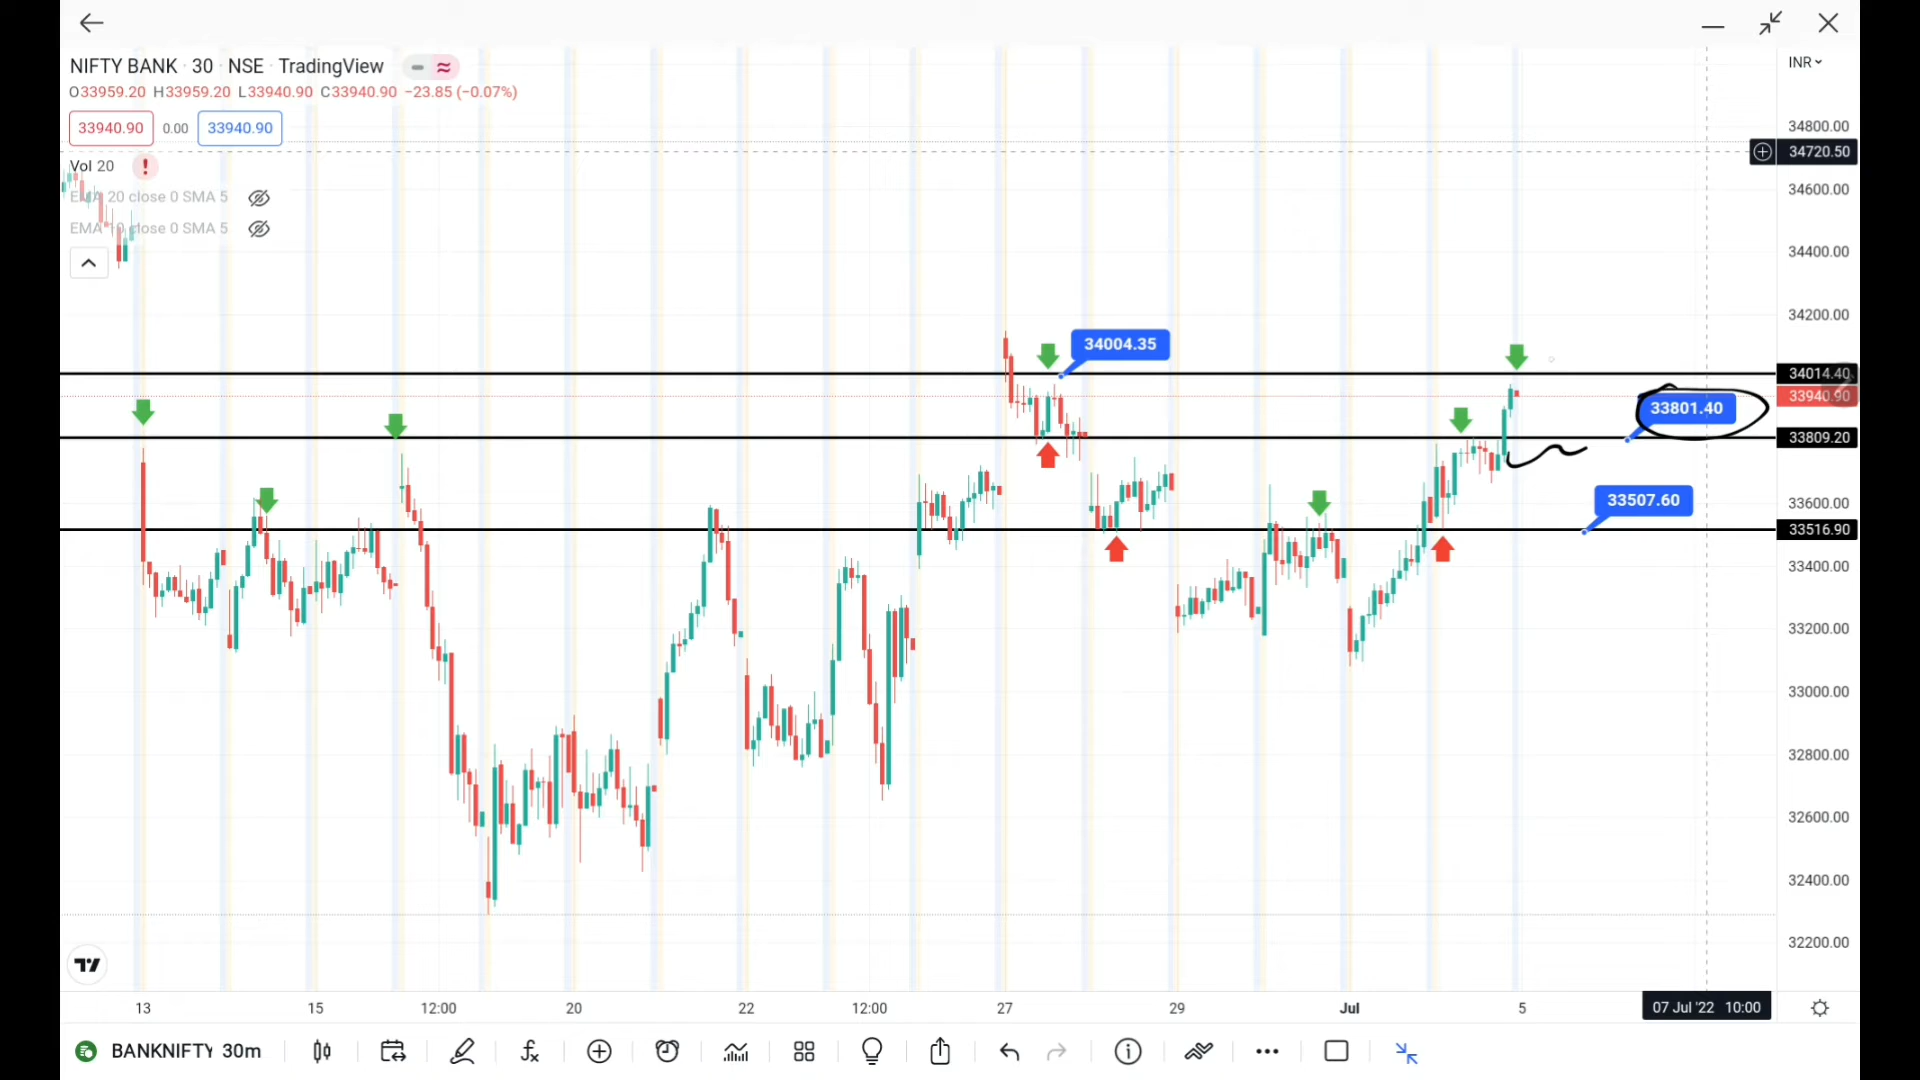 NIFTY BANK · 30 · NSE TradingView
O33959.20 H33959.20 L33940.90 C33940.90 −23.85 (−0.07%)
33940.90 0.00 33940.90
Vol 20
EMA 20 close 0 SMA 5
close 0 SMA 5
INR
34800.00
34720.50
34600.00
34400.00
34200.00
34014.40
33940.90
33809.20
33600.00
33516.90
33400.00
33200.00
33000.00
32800.00
32600.00
32400.00
32200.00
34004.35
33801.40
33507.60
13 15 12:00 20 22 12:00 27 29 Jul 5 07 Jul '22 10:00
BANKNIFTY 30m